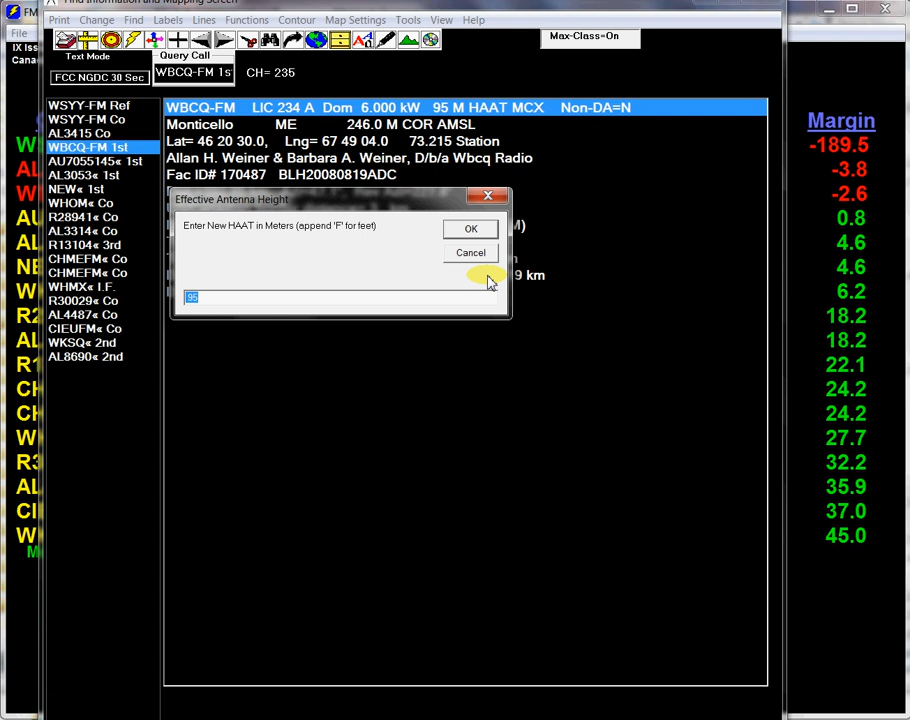 Find Information and Mapping Screen
FM
File
Print Change Find Labels Lines Functions Contour Map Settings Tools View Help
IX Iss
Cana
Text Mode
Query Call
Max-Class=On
FCC NGDC 30 Sec
WBCQ-FM 1s
CH= 235
WSYY-FM Ref
WSYY-FM Co
AL3415 Co
WBCQ-FM 1st
AU7055145« 1st
AL3053« 1st
NEW« 1st
WHOM« Co
R28941« Co
AL3314« Co
R13104« 3rd
CHMEFM« Co
CHMEFM« Co
WHMX« I.F.
R30029« Co
AL4487« Co
CIEUFM« Co
WKSQ« 2nd
AL8690« 2nd
WBCQ-FM LIC 234 A Dom 6.000 kW 95 M HAAT MCX Non-DA=N
Monticello ME 246.0 M COR AMSL
Lat= 46 20 30.0, Lng= 67 49 04.0 73.215 Station
Allan H. Weiner & Barbara A. Weiner, D/b/a Wbcq Radio
Fac ID# 170487 BLH20080819ADC
Effective Antenna Height
Enter New HAAT in Meters (append 'F' for feet)
OK
Cancel
95
M)
9 km
Margin
-189.5
-3.8
-2.6
0.8
4.6
4.6
6.2
18.2
18.2
22.1
24.2
24.2
27.7
32.2
35.9
37.0
45.0